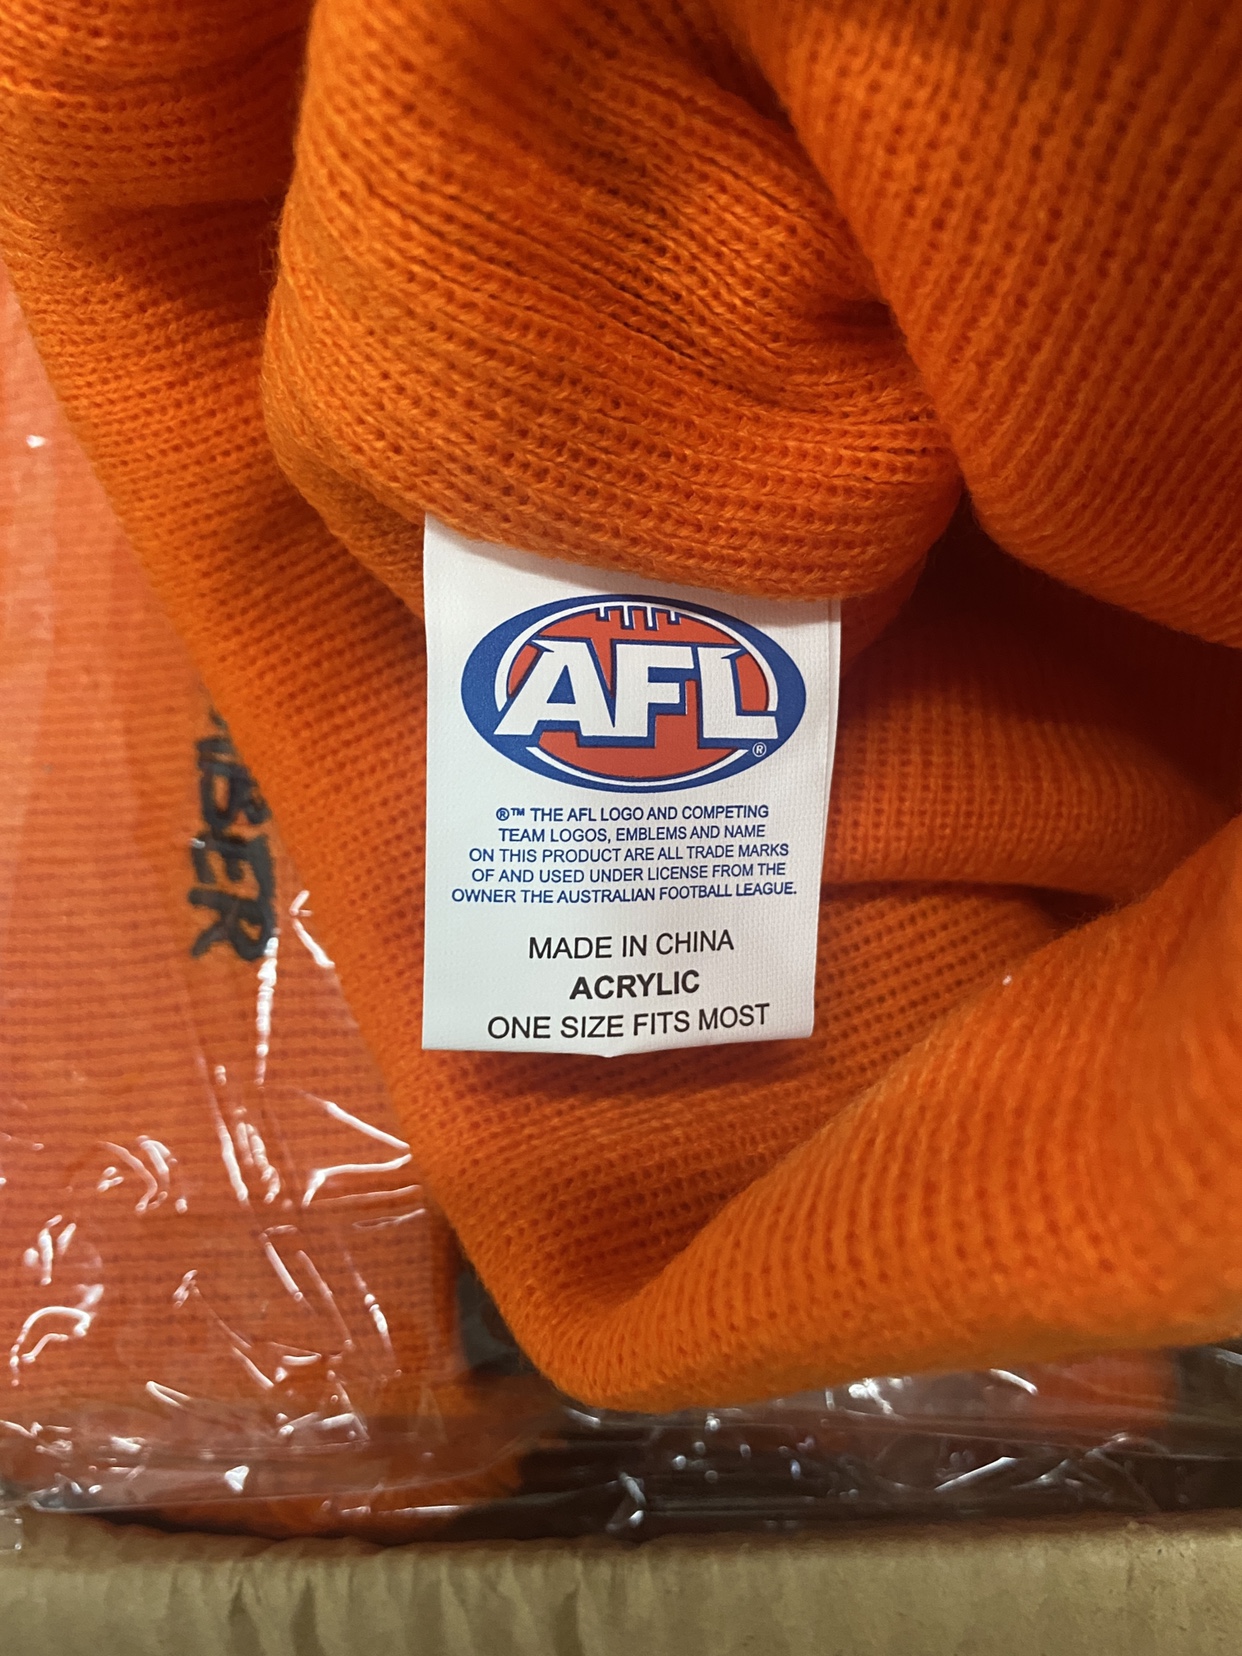 AFL
®
®™ THE AFL LOGO AND COMPETING
TEAM LOGOS, EMBLEMS AND NAME
ON THIS PRODUCT ARE ALL TRADE MARKS
OF AND USED UNDER LICENSE FROM THE
OWNER THE AUSTRALIAN FOOTBALL LEAGUE.
MADE IN CHINA
ACRYLIC
ONE SIZE FITS MOST